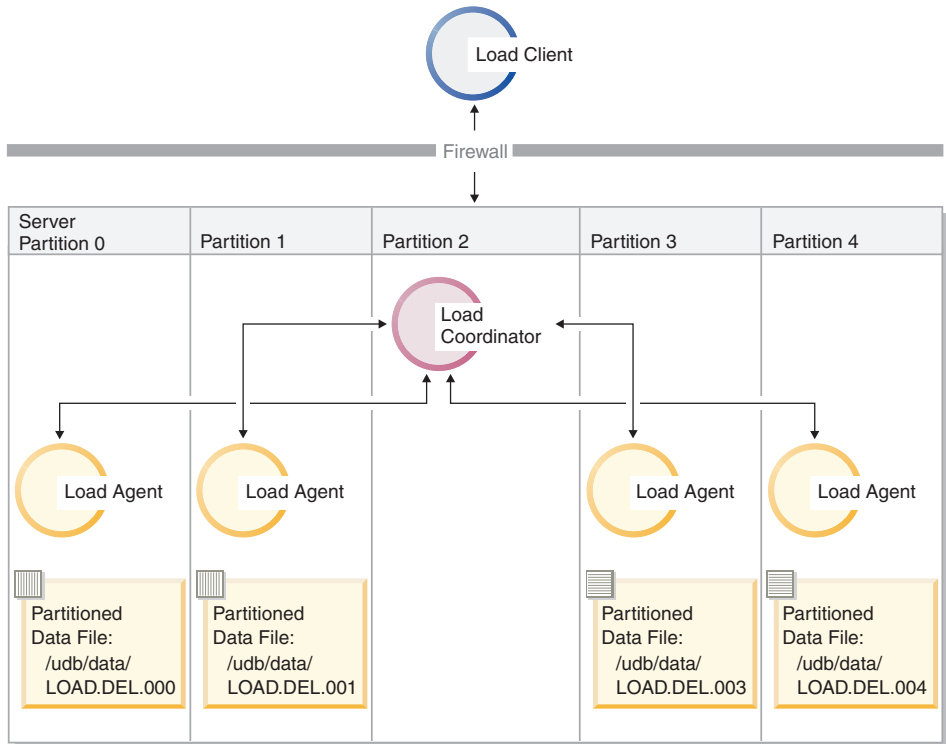 Load Client
Firewall
Server
Partition 0
Partition 1
Partition 2
Partition 3
Partition 4
Load
Coordinator
Load Agent
Load Agent
Load Agent
Load Agent
Partitioned
Data File:
/udb/data/
LOAD.DEL.000
Partitioned
Data File:
/udb/data/
LOAD.DEL.001
Partitioned
Data File:
/udb/data/
LOAD.DEL.003
Partitioned
Data File:
/udb/data/
LOAD.DEL.004